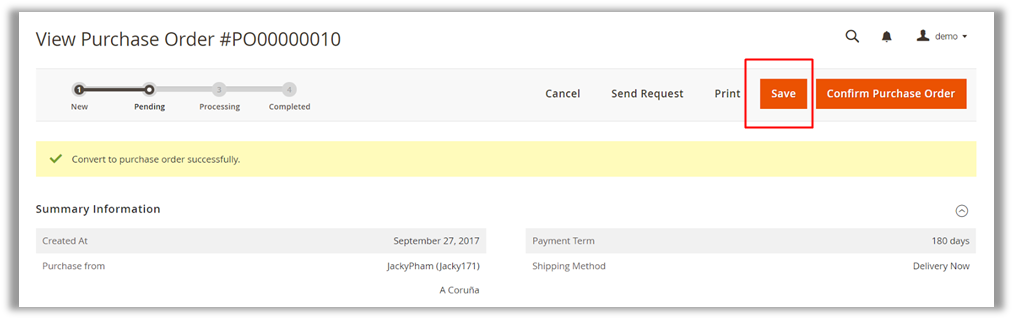 View Purchase Order #PO00000010
demo
1
3
4
New
Pending
Processing
Completed
Cancel
Send Request
Print
Save
Confirm Purchase Order
Convert to purchase order successfully.
Summary Information
Created At September 27, 2017
Payment Term 180 days
Purchase from JackyPham (Jacky171)
Shipping Method Delivery Now
A Coruña